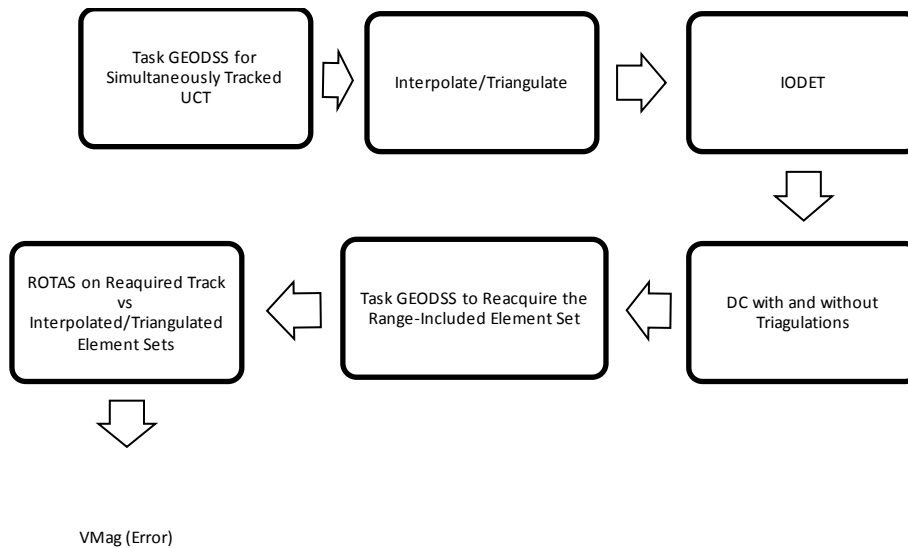 Task GEODSS for
Simultaneously Tracked
UCT
Interpolate/Triangulate
IODET
DC with and without
Triagulations
Task GEODSS to Reacquire the
Range-Included Element Set
ROTAS on Reaquired Track
vs
Interpolated/Triangulated
Element Sets
VMag (Error)